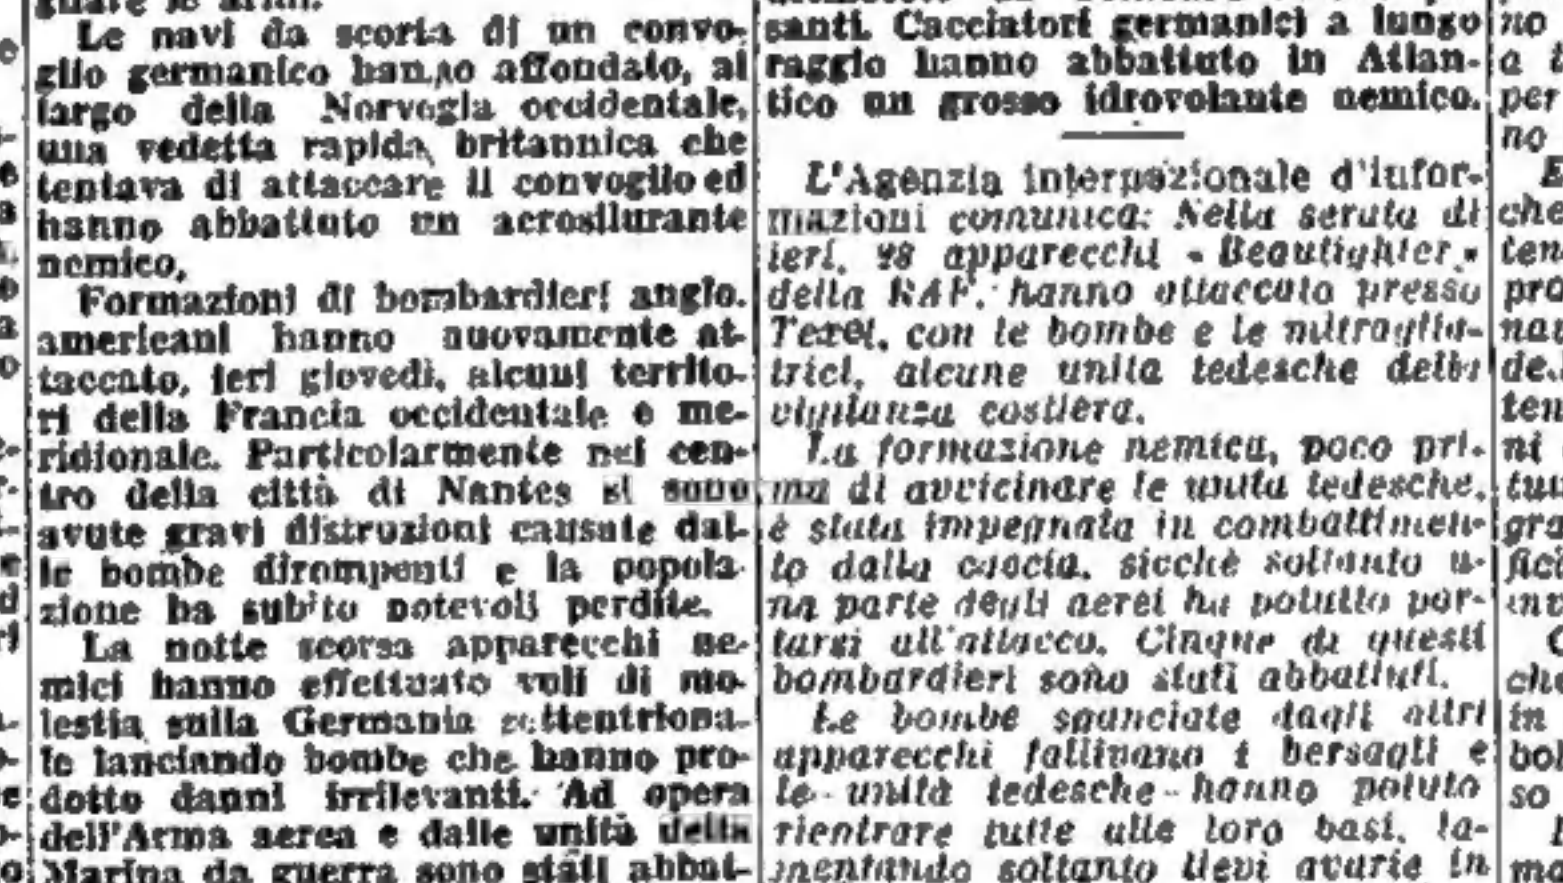 Le navi da scorta di un convo-
glio germanico hanno affondato, al
largo della Norvegia occidentale,
una vedetta rapida britannica che
tentava di attaccare il convoglio ed
hanno abbattuto un aerosilurante
nemico.
Formazioni di bombardieri anglo-
americani hanno nuovamente at-
taccato, ieri giovedì, alcuni territo-
ri della Francia occidentale e me-
ridionale. Particolarmente nel cen-
tro della città di Nantes si sono
avute gravi distruzioni causate dal-
le bombe dirompenti e la popola-
zione ha subito notevoli perdite.
La notte scorsa apparecchi ne-
mici hanno effettuato voli di mo-
lestia sulla Germania settentriona-
le lanciando bombe che hanno pro-
dotto danni irrilevanti. Ad opera
dell'Arma aerea e dalle unità della
Marina da guerra sono stati abbat-
santi. Cacciatori germanici a lungo
raggio hanno abbattuto in Atlan-
tico un grosso idrovolante nemico.
L'Agenzia internazionale d'infor-
mazioni comunica: Nella serata di
ieri, 28 apparecchi « Beaufighter »
della RAF. hanno attaccato presso
Texel, con le bombe e le mitraglia-
trici, alcune unità tedesche della
vigilanza costiera.
La formazione nemica, poco pri-
ma di avvicinare le unità tedesche,
è stata impegnata in combattimen-
to dalla caccia, sicchè soltanto u-
na parte degli aerei ha potuto por-
tarsi all'attacco. Cinque di questi
bombardieri sono stati abbattuti.
Le bombe sganciate dagli altri
apparecchi fallivano i bersagli e
le unità tedesche hanno potuto
rientrare tutte alle loro basi, la-
mentando soltanto lievi avarie in